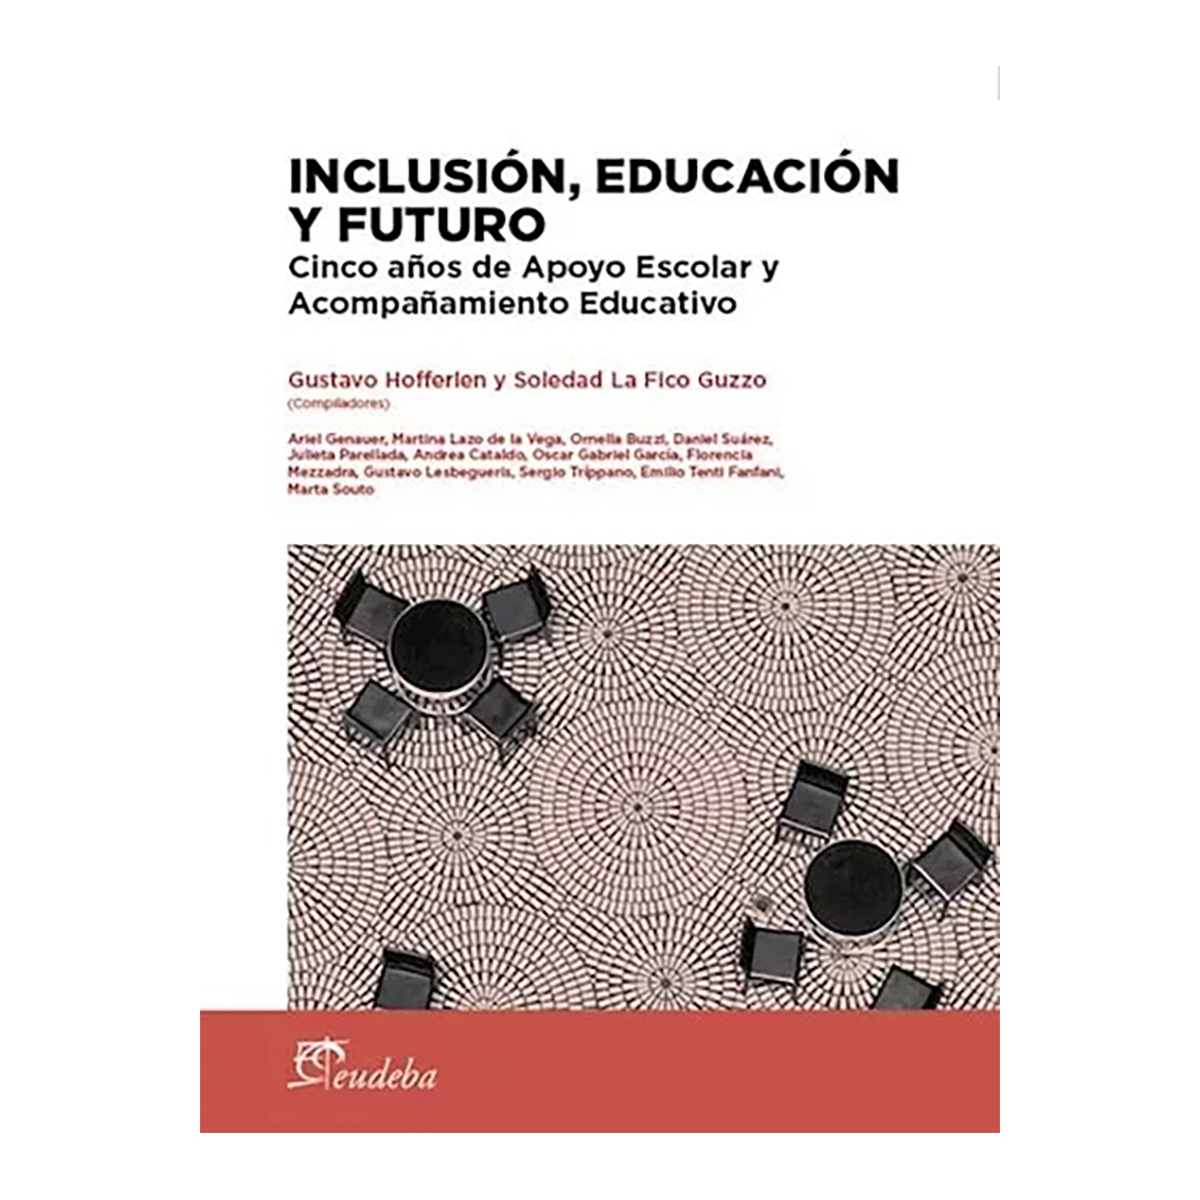 INCLUSIÓN, EDUCACIÓN
Y FUTURO
Cinco años de Apoyo Escolar y
Acompañamiento Educativo
Gustavo Hofferlen y Soledad La Fico Guzzo
(Compiladores)
Ariel Genauer, Martina Lazo de la Vega, Ornella Buzzi, Daniel Suárez,
Julieta Parellada, Andrea Cataldo, Oscar Gabriel García, Florencia
Mezzadra, Gustavo Lesbegueris, Sergio Trippano, Emilio Tenti Fanfani,
Marta Souto
eudeba